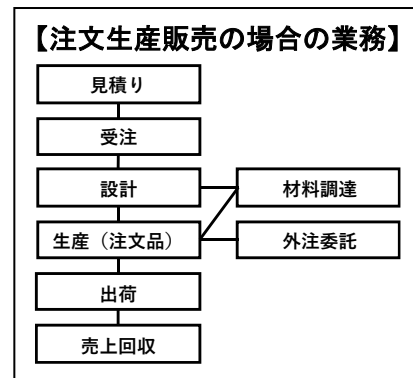 【注文生産販売の場合の業務】
見積り
受注
設計
材料調達
生産（注文品）
外注委託
出荷
売上回収